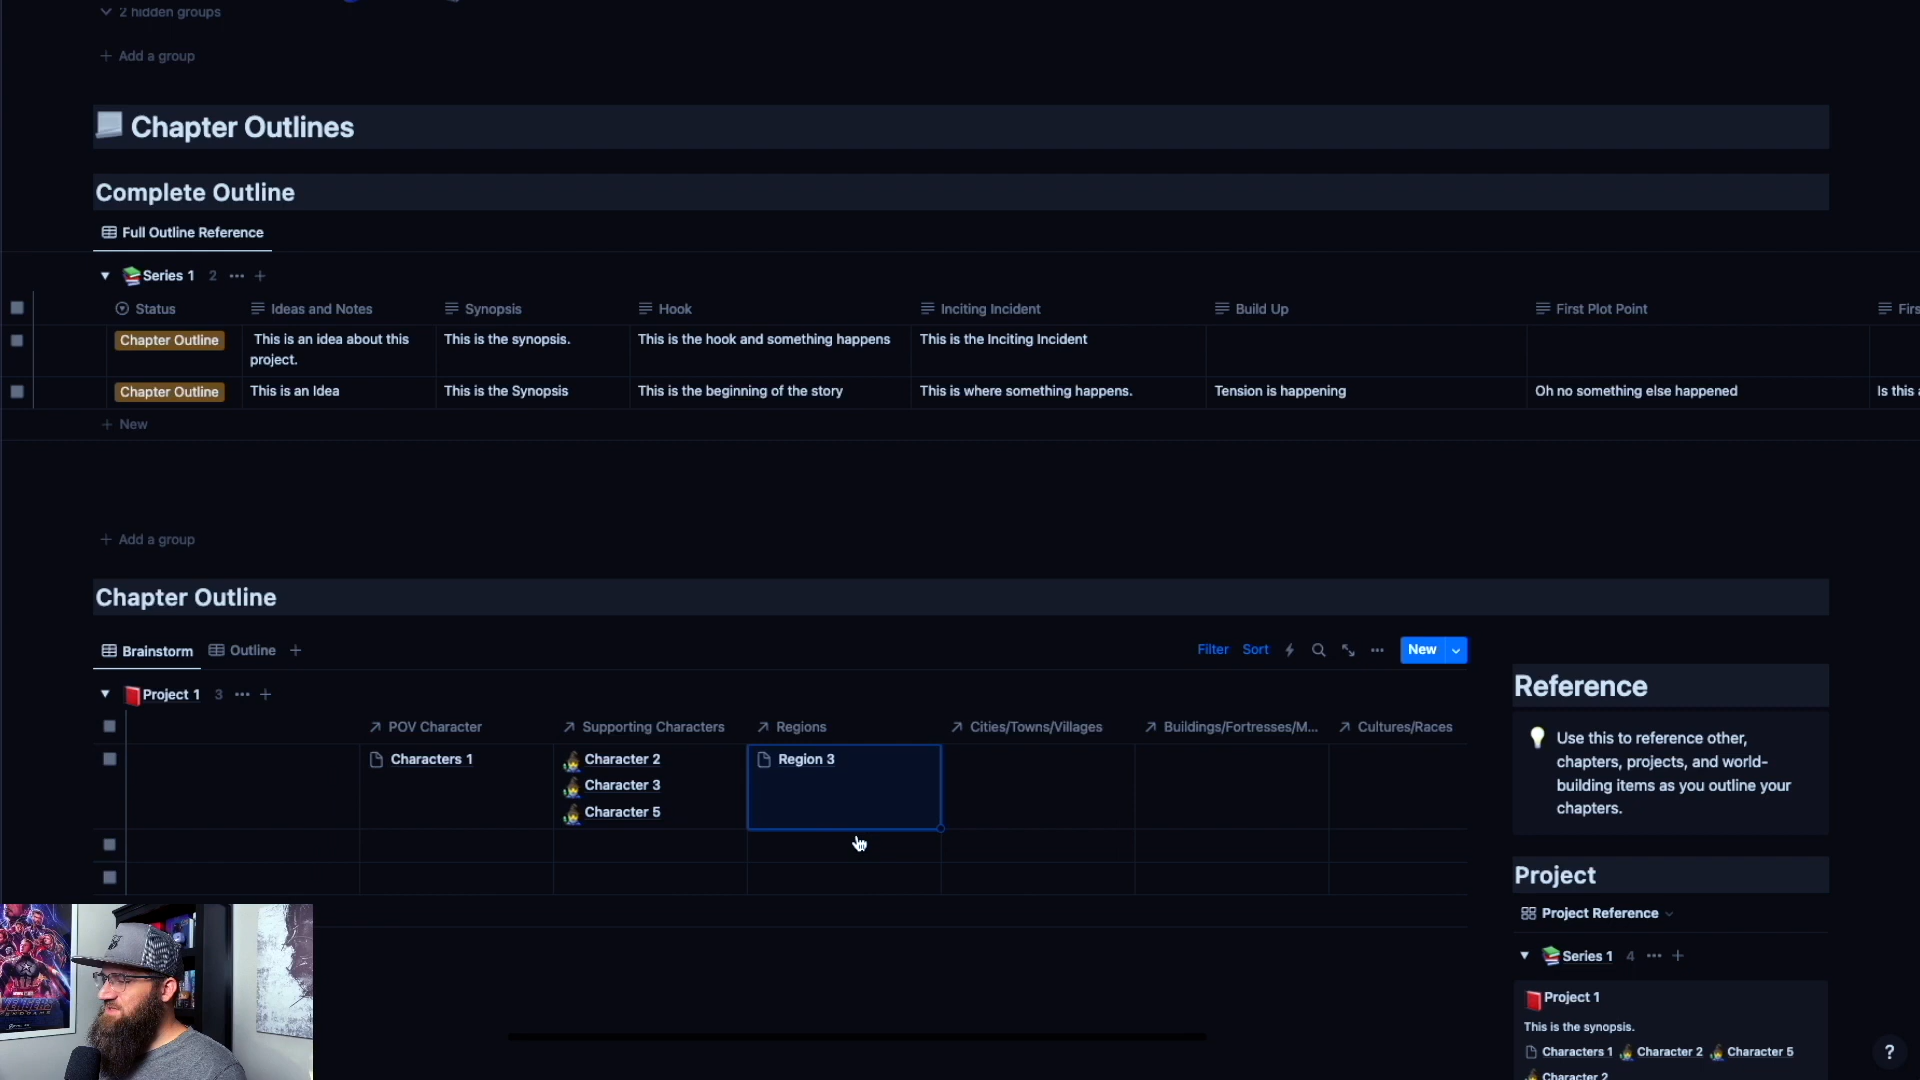 2 hidden groups
+ Add a group
Chapter Outlines
Complete Outline
Full Outline Reference
Series 1 2 ... +
Status Ideas and Notes Synopsis Hook Inciting Incident Build Up First Plot Point Firs
Chapter Outline This is an idea about this project. This is the synopsis. This is the hook and something happens This is the Inciting Incident
Chapter Outline This is an Idea This is the Synopsis This is the beginning of the story This is where something happens. Tension is happening Oh no something else happened Is this
+ New
+ Add a group
Chapter Outline
Brainstorm Outline +
Filter Sort ... New
Project 1 3 ... +
POV Character Supporting Characters Regions Cities/Towns/Villages Buildings/Fortresses/M... Cultures/Races
Characters 1 Character 2 Region 3
Character 3
Character 5
Reference
Use this to reference other,
chapters, projects, and world-
building items as you outline your
chapters.
Project
Project Reference
Series 1 4 ... +
Project 1
This is the synopsis.
Characters 1 Character 2 Character 5
Character 2
?